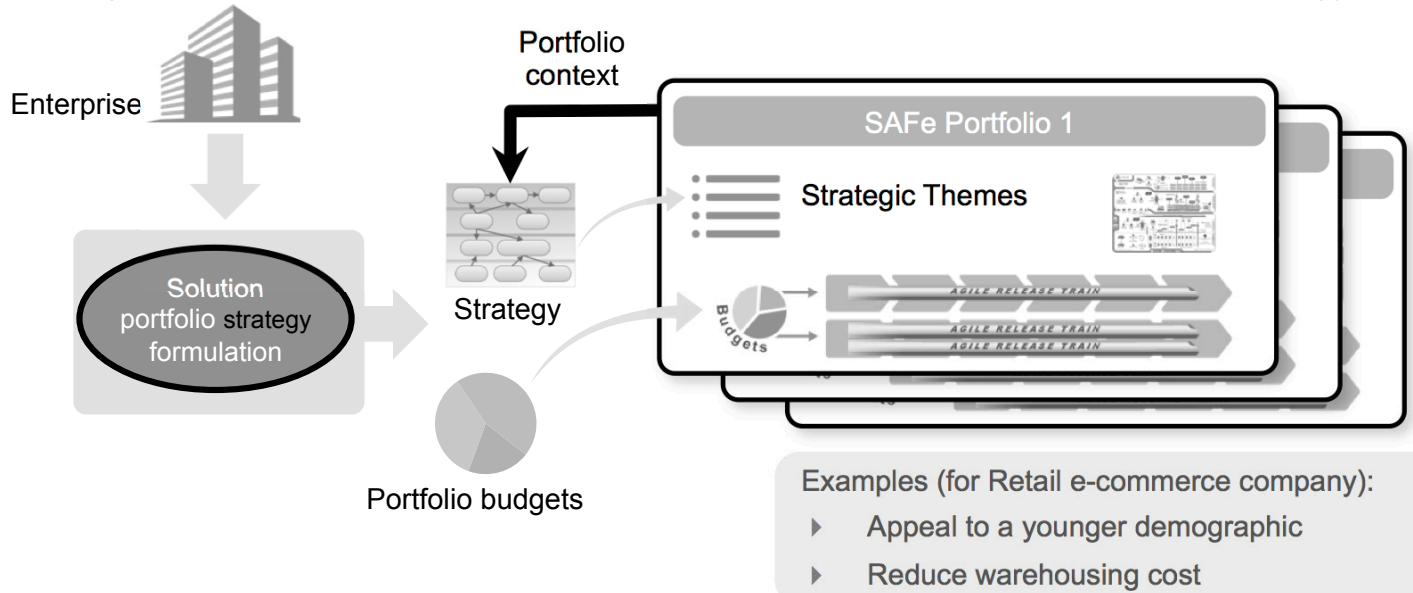 Enterprise
Portfolio
context
SAFe Portfolio 1
Strategic Themes
Solution
portfolio strategy
formulation
Strategy
Budgets
AGILE RELEASE TRAIN
AGILE RELEASE TRAIN
AGILE RELEASE TRAIN
Portfolio budgets
Examples (for Retail e-commerce company):
Appeal to a younger demographic
Reduce warehousing cost